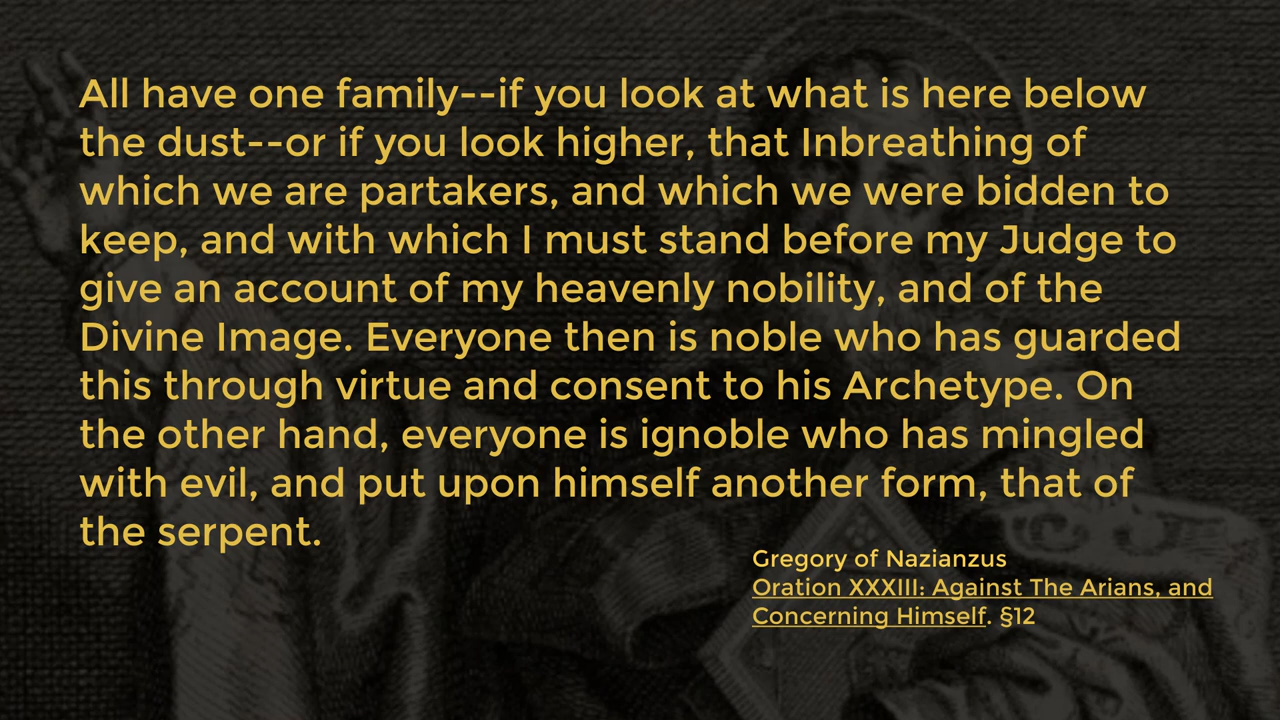 All have one family--if you look at what is here below
the dust--or if you look higher, that Inbreathing of
which we are partakers, and which we were bidden to
keep, and with which I must stand before my Judge to
give an account of my heavenly nobility, and of the
Divine Image. Everyone then is noble who has guarded
this through virtue and consent to his Archetype. On
the other hand, everyone is ignoble who has mingled
with evil, and put upon himself another form, that of
the serpent.
Gregory of Nazianzus
Oration XXXIII: Against The Arians, and
Concerning Himself. §12